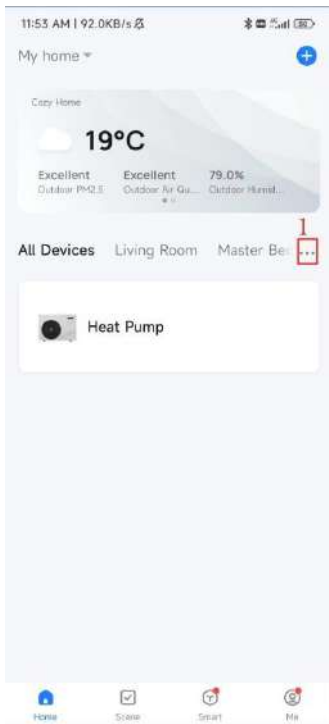 11:53 AM | 92.0KB/s
My home
Cozy Home
19°C
Excellent Excellent 79.0%
Outdoor PM2.5 Outdoor Air Qu... Outdoor Humid...
1
All Devices Living Room Master Be ...
Heat Pump
Home Scene Smart Me